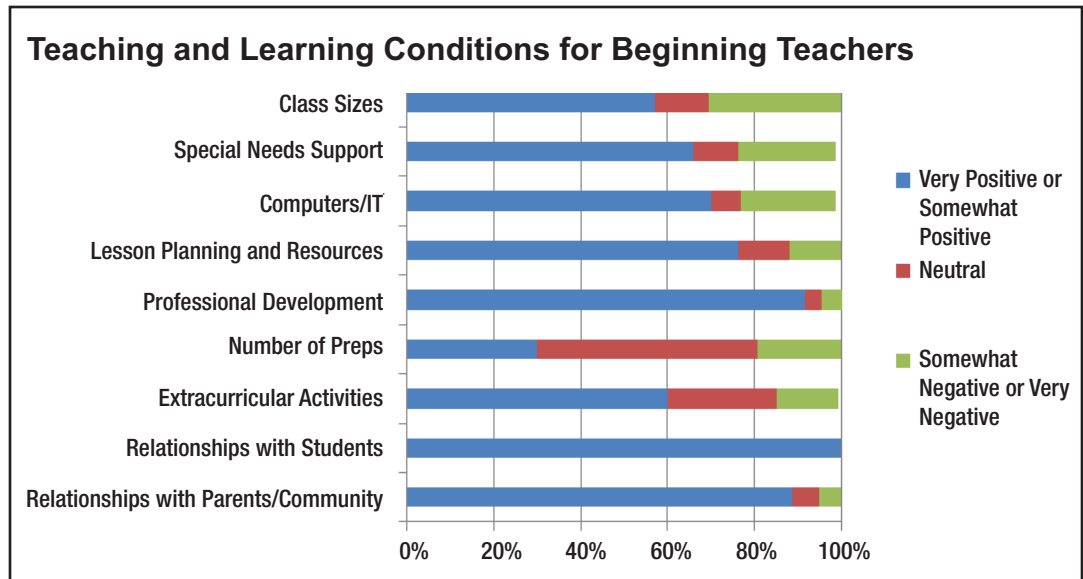 Teaching and Learning Conditions for Beginning Teachers
Class Sizes
Special Needs Support
Computers/IT
Lesson Planning and Resources
Professional Development
Number of Preps
Extracurricular Activities
Relationships with Students
Relationships with Parents/Community
0% 20% 40% 60% 80% 100%
Very Positive or
Somewhat
Positive
Neutral
Somewhat
Negative or Very
Negative